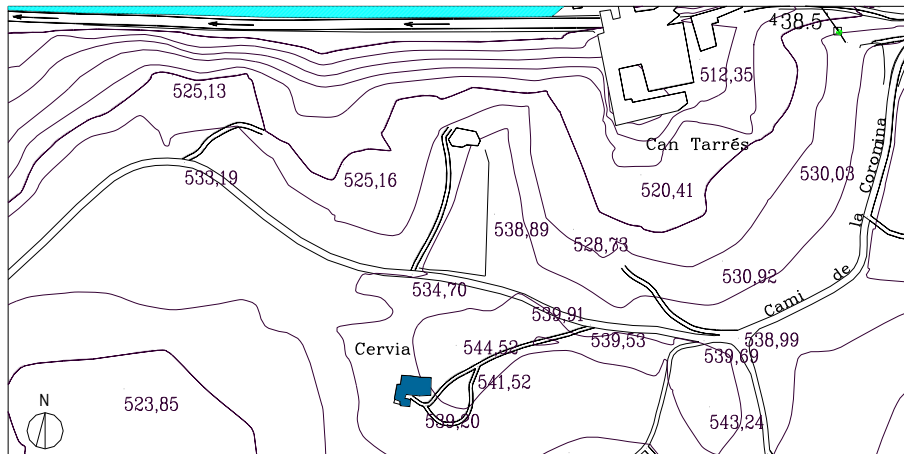 438.5
512,35
525,13
Can Tarrés
Coromina
530,03
533,19
525,16
520,41
la
538,89
528,73
de
530,92
534,70
Cami
539,91
539,53
538,99
Cervia
544,52
539,69
541,52
523,85
N
539,20
543,24